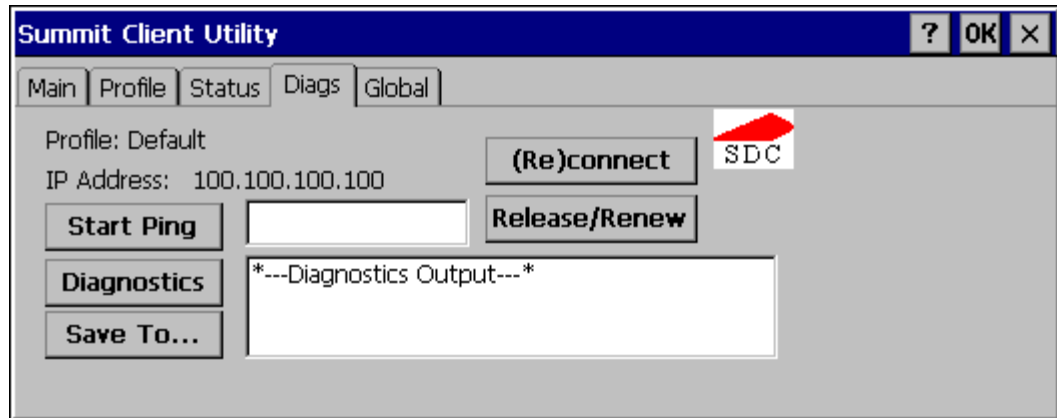 Summit Client Utility ? OK ×
Main Profile Status Diags Global
Profile: Default
(Re)connect
SDC
IP Address: 100.100.100.100
Start Ping
Release/Renew
Diagnostics
*---Diagnostics Output---*
Save To...